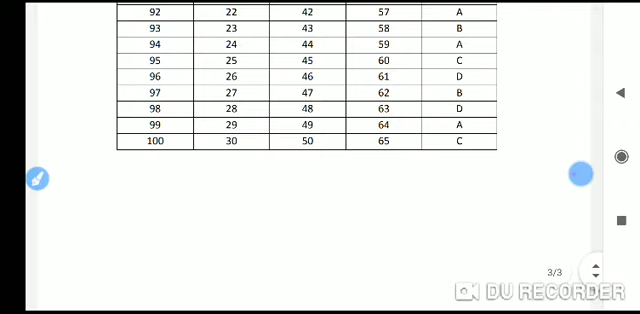 92 22 42 57 A
93 23 43 58 B
94 24 44 59 A
95 25 45 60 C
96 26 46 61 D
97 27 47 62 B
98 28 48 63 D
99 29 49 64 A
100 30 50 65 C
3/3
DU RECORDER